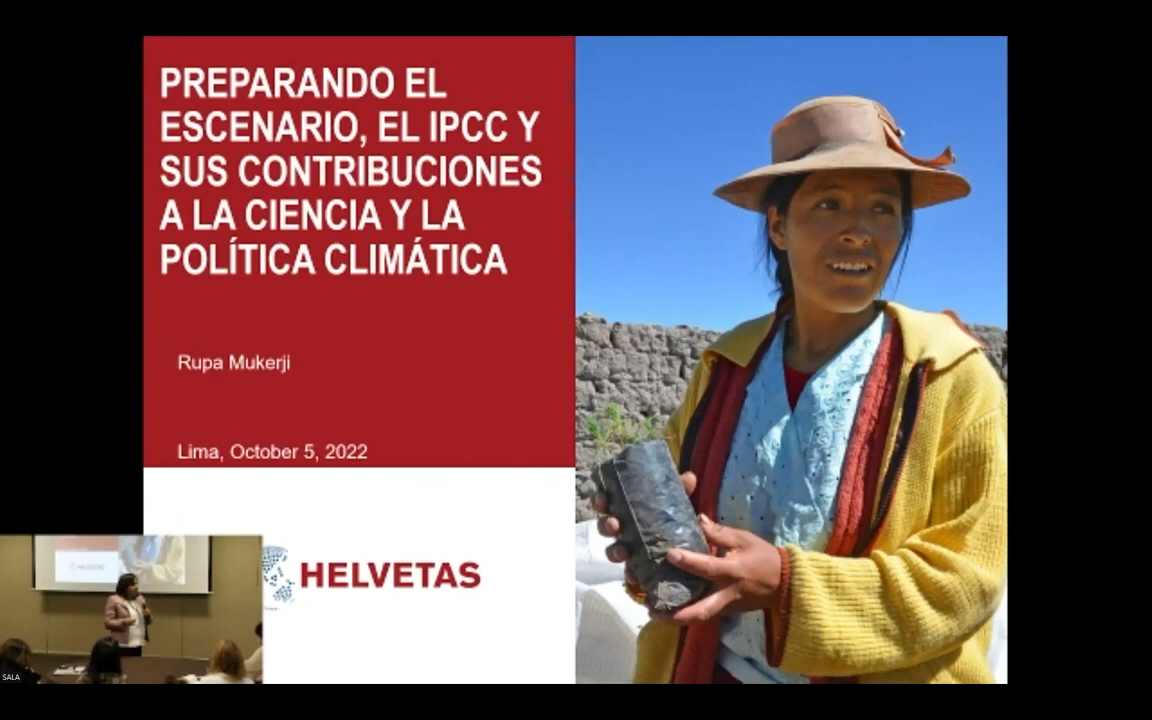 PREPARANDO EL
ESCENARIO, EL IPCC Y
SUS CONTRIBUCIONES
A LA CIENCIA Y LA
POLÍTICA CLIMÁTICA
Rupa Mukerji
Lima, October 5, 2022
HELVETAS
SALA